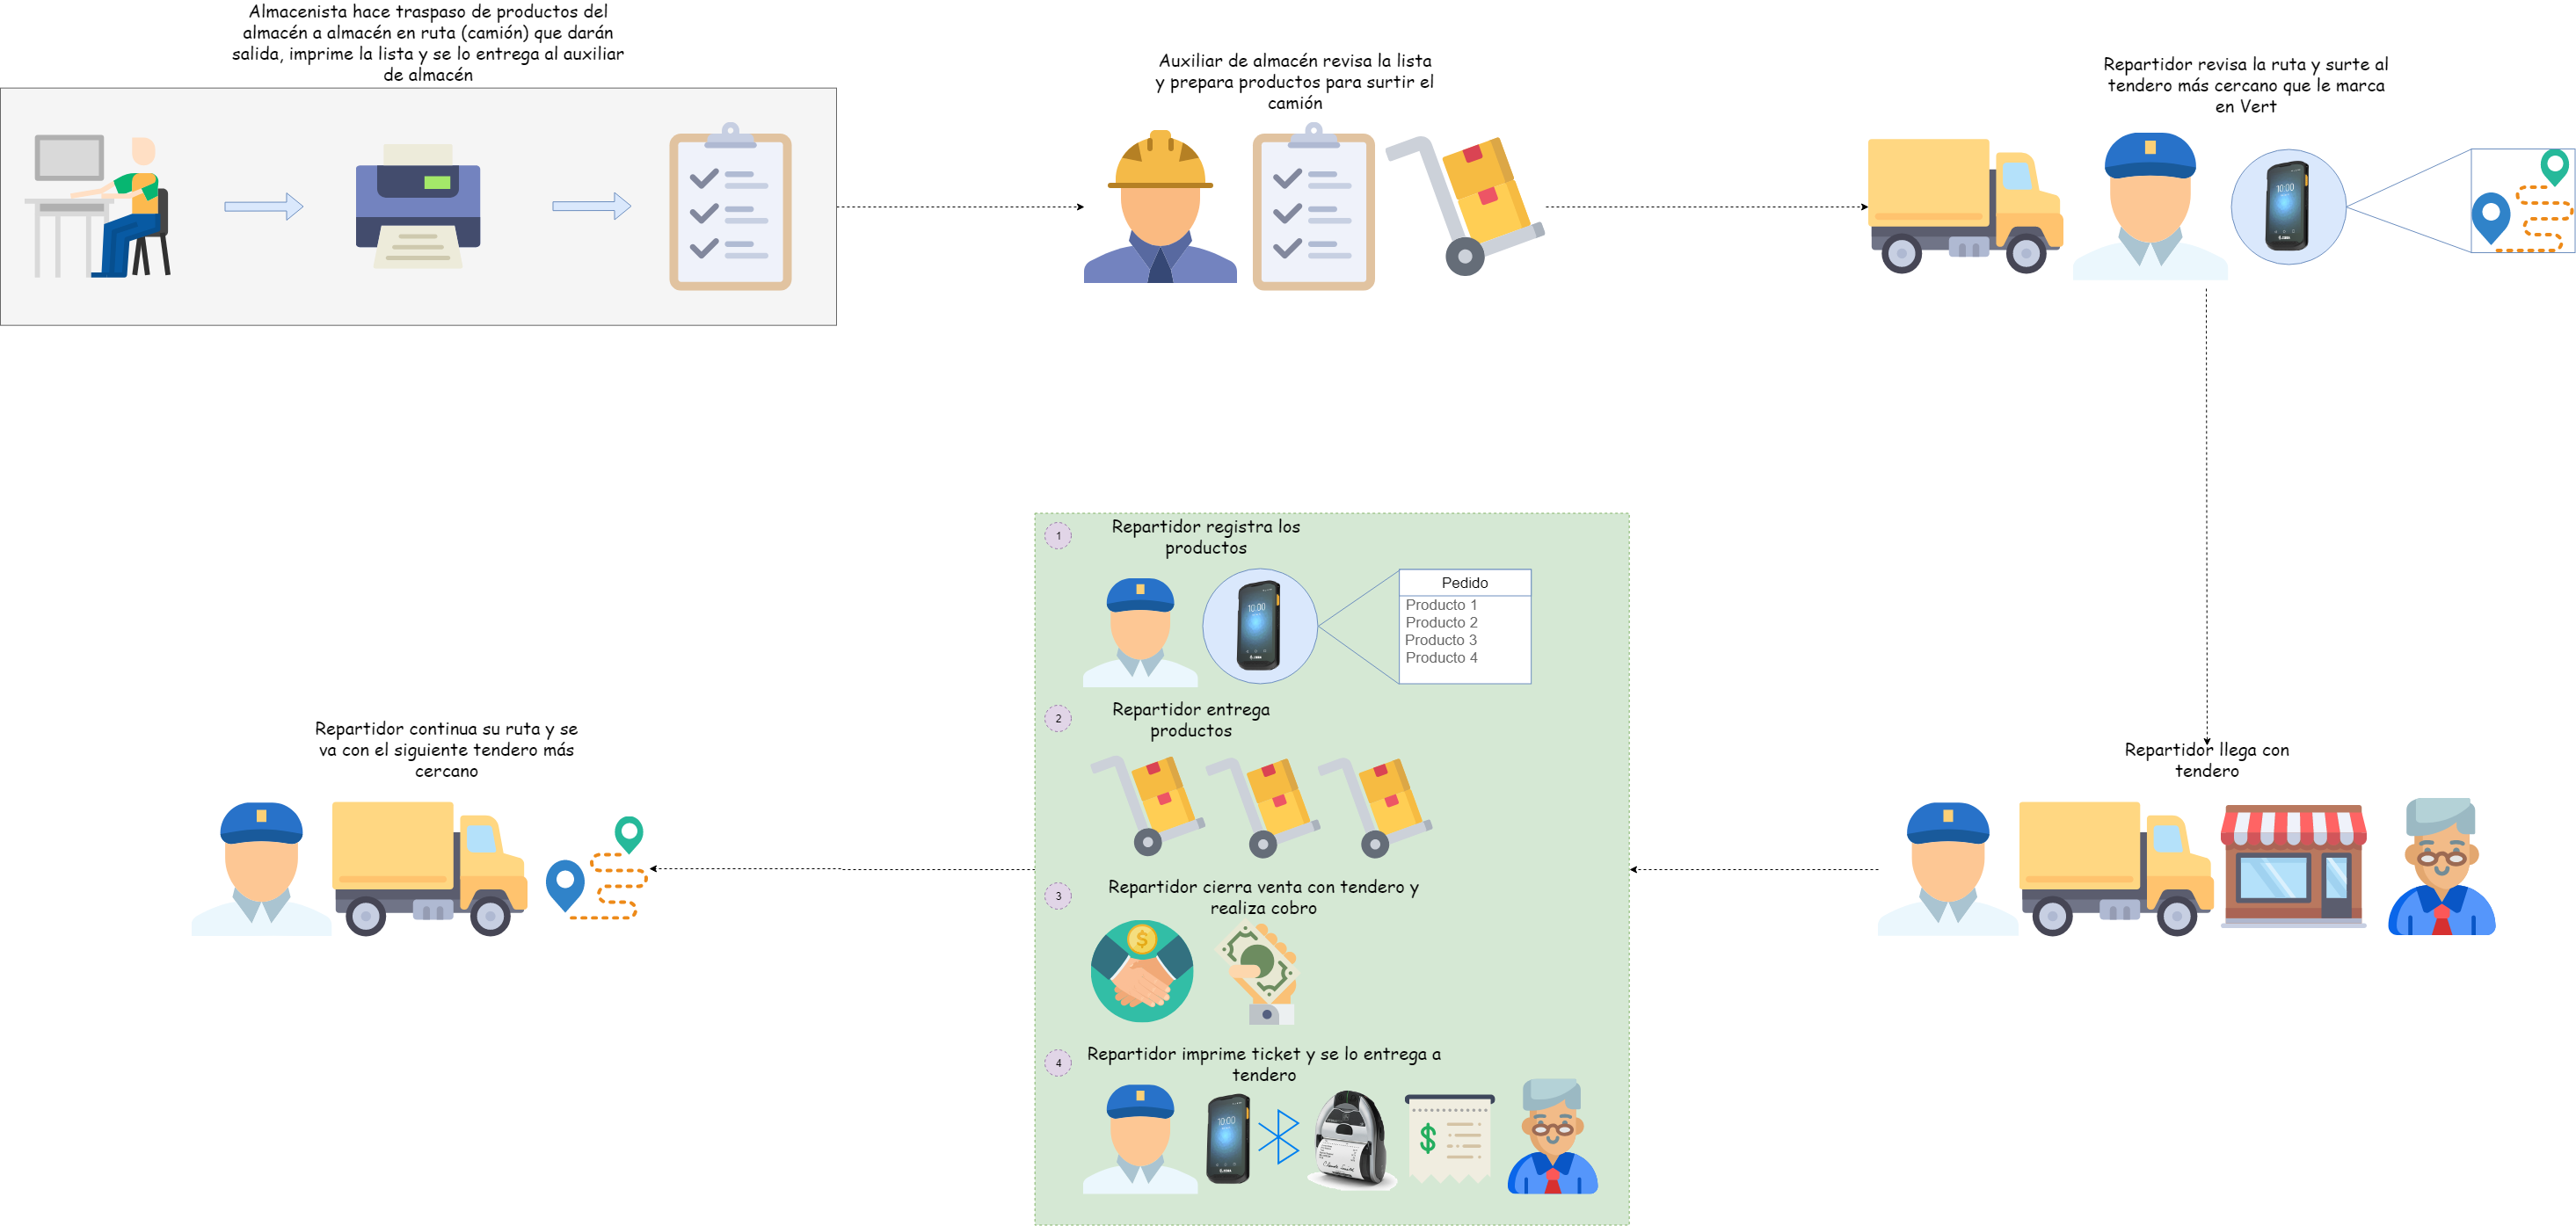 Almacenista hace traspaso de productos del
almacén a almacén en ruta (camión) que darán
salida, imprime la lista y se lo entrega al auxiliar
de almacén
Auxiliar de almacén revisa la lista
y prepara productos para surtir el
camión
Repartidor revisa la ruta y surte al
tendero más cercano que le marca
en Vert
10:00
1
Repartidor registra los
productos
10:00
Pedido
Producto 1
Producto 2
Producto 3
Producto 4
2
Repartidor entrega
productos
Repartidor continua su ruta y se
va con el siguiente tendero más
cercano
Repartidor llega con
tendero
3
Repartidor cierra venta con tendero y
realiza cobro
$
4
Repartidor imprime ticket y se lo entrega a
tendero
10:00
$